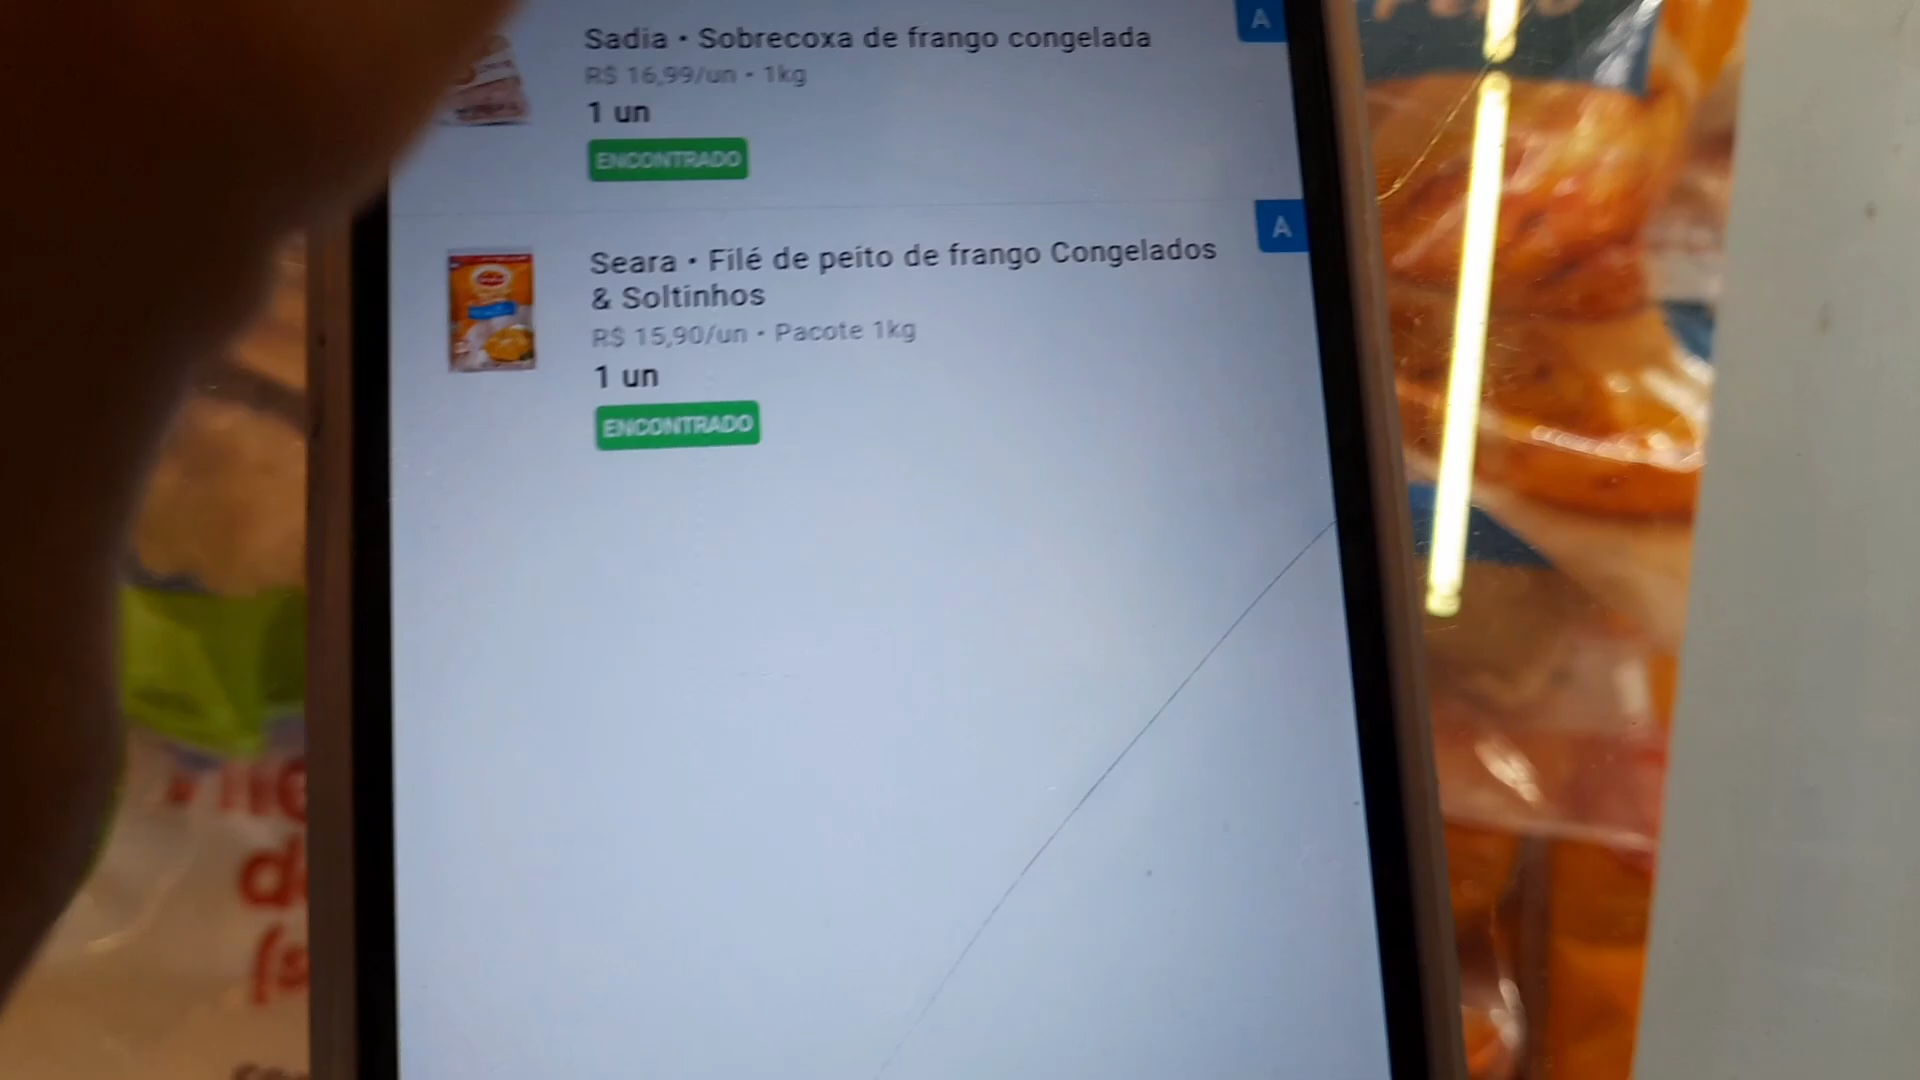 Sadia • Sobrecoxa de frango congelada
A
R$ 16,99/un • 1kg
1 un
ENCONTRADO
A
Seara • Filé de peito de frango Congelados
& Soltinhos
R$ 15,90/un • Pacote 1kg
1 un
ENCONTRADO